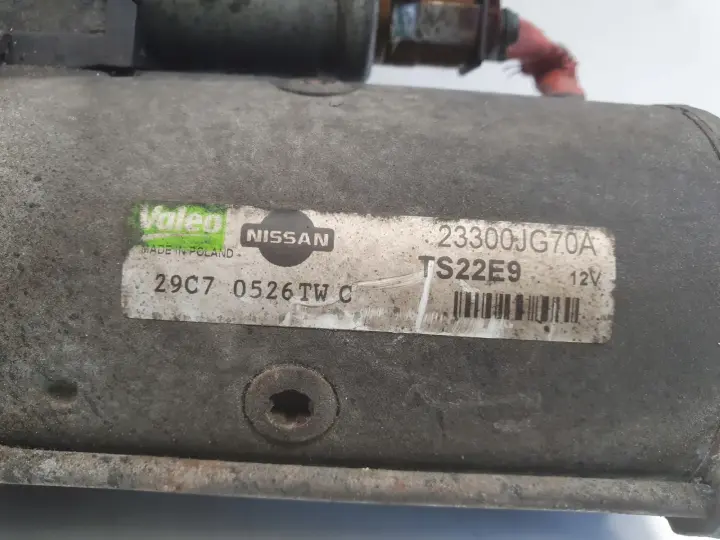 Valeo NISSAN 23300JG70A
MADE IN POLAND TS22E9 12V
29C7 0526TW C